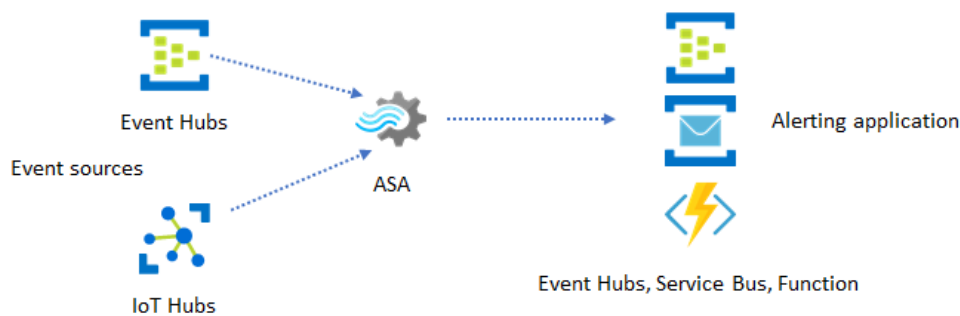 Event Hubs
Event sources
IoT Hubs
ASA
Alerting application
Event Hubs, Service Bus, Function